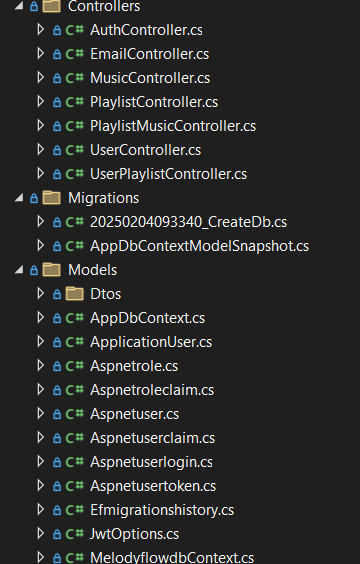 Controllers
C# AuthController.cs
C# EmailController.cs
C# MusicController.cs
C# PlaylistController.cs
C# PlaylistMusicController.cs
C# UserController.cs
C# UserPlaylistController.cs
Migrations
C# 20250204093340_CreateDb.cs
C# AppDbContextModelSnapshot.cs
Models
Dtos
C# AppDbContext.cs
C# ApplicationUser.cs
C# Aspnetrole.cs
C# Aspnetroleclaim.cs
C# Aspnetuser.cs
C# Aspnetuserclaim.cs
C# Aspnetuserlogin.cs
C# Aspnetusertoken.cs
C# Efmigrationshistory.cs
C# JwtOptions.cs
C# MelodyflowdbContext.cs